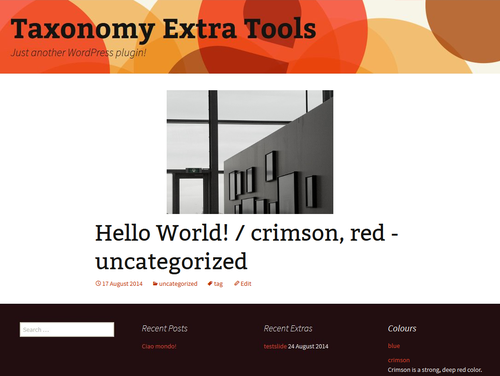 Taxonomy Extra Tools
Just another WordPress plugin!
Hello World! / crimson, red -
uncategorized
17 August 2014 uncategorized tag Edit
Search ...
Recent Posts
Ciao mondo!
Recent Extras
testslide 24 August 2014
Colours
blue
crimson
Crimson is a strong, deep red color.